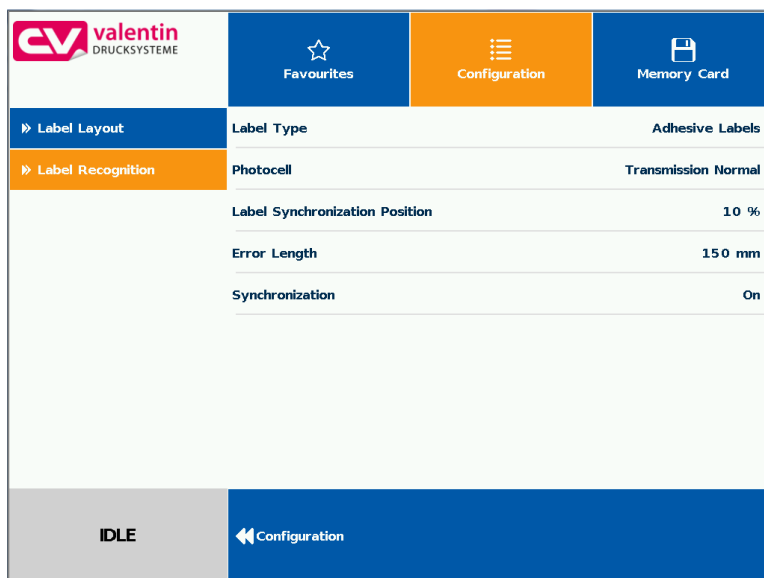 valentin
DRUCKSYSTEME
Favourites
Configuration
Memory Card
Label Layout
Label Recognition
Label Type Adhesive Labels
Photocell Transmission Normal
Label Synchronization Position 10 %
Error Length 150 mm
Synchronization On
IDLE
Configuration